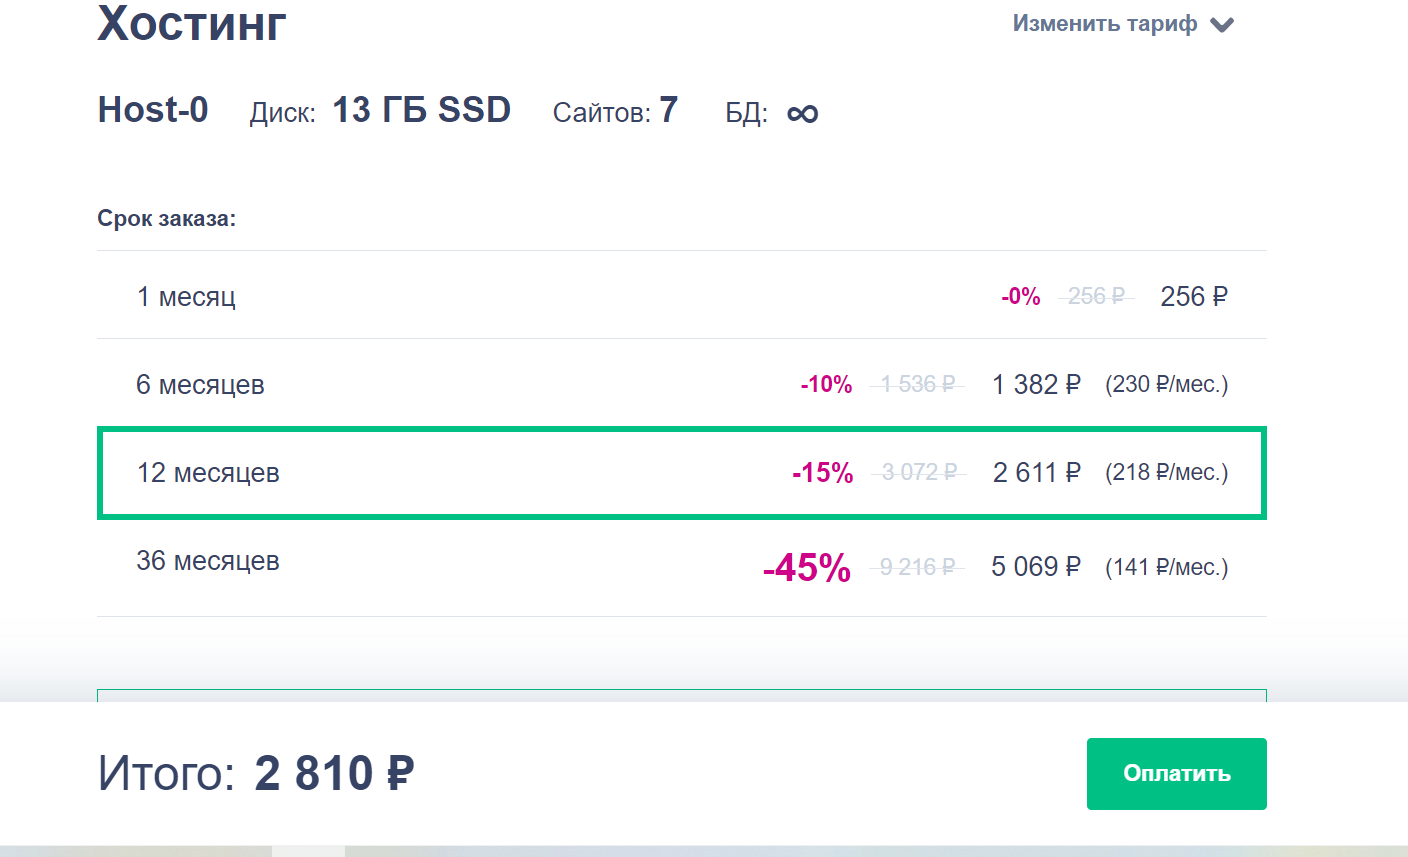 Хостинг Изменить тариф
Host-0 Диск: 13 ГБ SSD Сайтов: 7 БД: ∞
Срок заказа:
1 месяц -0% 256 ₽ 256 ₽
6 месяцев -10% 1 536 ₽ 1 382 ₽ (230 ₽/мес.)
12 месяцев -15% 3 072 ₽ 2 611 ₽ (218 ₽/мес.)
36 месяцев -45% 9 216 ₽ 5 069 ₽ (141 ₽/мес.)
Итого: 2 810 ₽ Оплатить